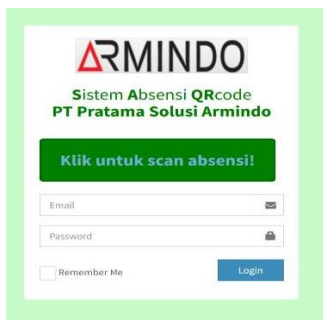 ARMINDO
Sistem Absensi QRcode
PT Pratama Solusi Armindo
Klik untuk scan absensi!
Email
Password
Remember Me
Login